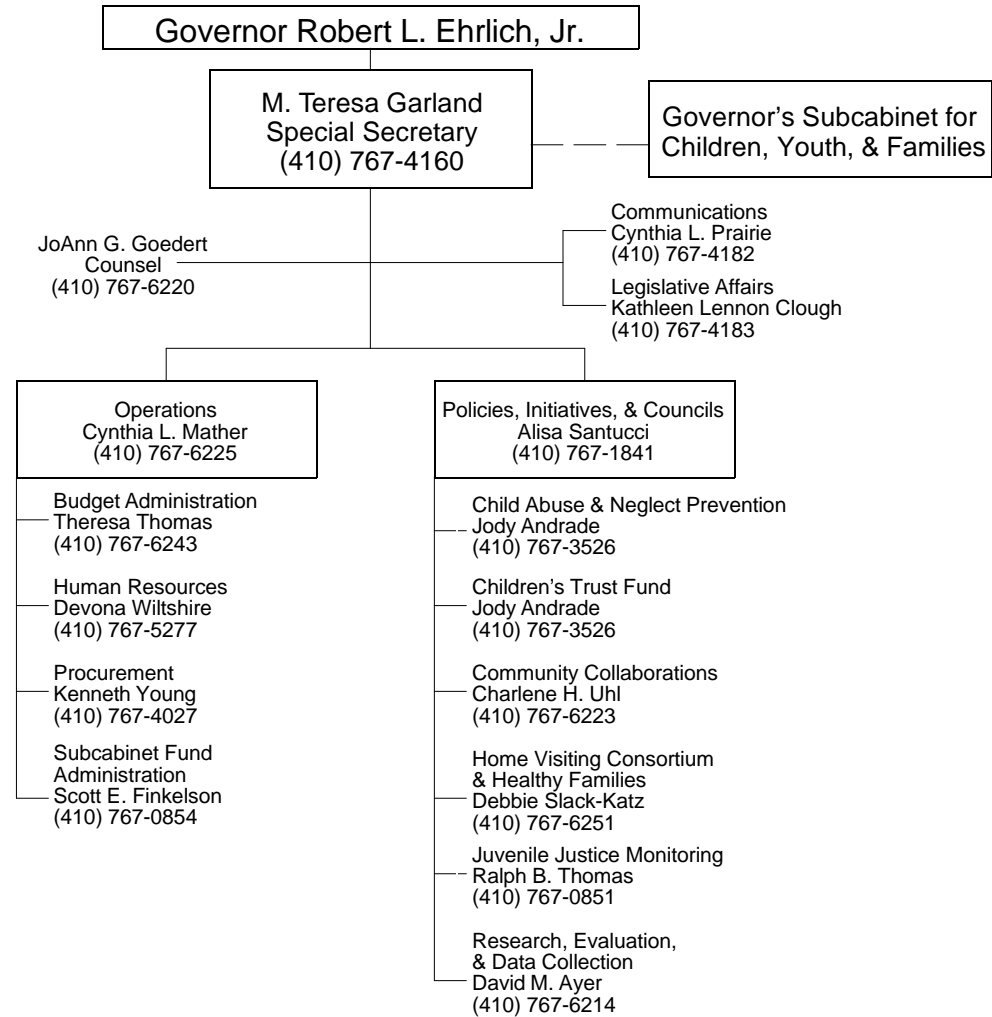 Governor Robert L. Ehrlich, Jr.
M. Teresa Garland
Special Secretary
(410) 767-4160
Governor’s Subcabinet for
Children, Youth, & Families
JoAnn G. Goedert
Counsel
(410) 767-6220
Communications
Cynthia L. Prairie
(410) 767-4182
Legislative Affairs
Kathleen Lennon Clough
(410) 767-4183
Operations
Cynthia L. Mather
(410) 767-6225
Budget Administration
Theresa Thomas
(410) 767-6243
Human Resources
Devona Wiltshire
(410) 767-5277
Procurement
Kenneth Young
(410) 767-4027
Subcabinet Fund
Administration
Scott E. Finkelson
(410) 767-0854
Policies, Initiatives, & Councils
Alisa Santucci
(410) 767-1841
Child Abuse & Neglect Prevention
Jody Andrade
(410) 767-3526
Children’s Trust Fund
Jody Andrade
(410) 767-3526
Community Collaborations
Charlene H. Uhl
(410) 767-6223
Home Visiting Consortium
& Healthy Families
Debbie Slack-Katz
(410) 767-6251
Juvenile Justice Monitoring
Ralph B. Thomas
(410) 767-0851
Research, Evaluation,
& Data Collection
David M. Ayer
(410) 767-6214